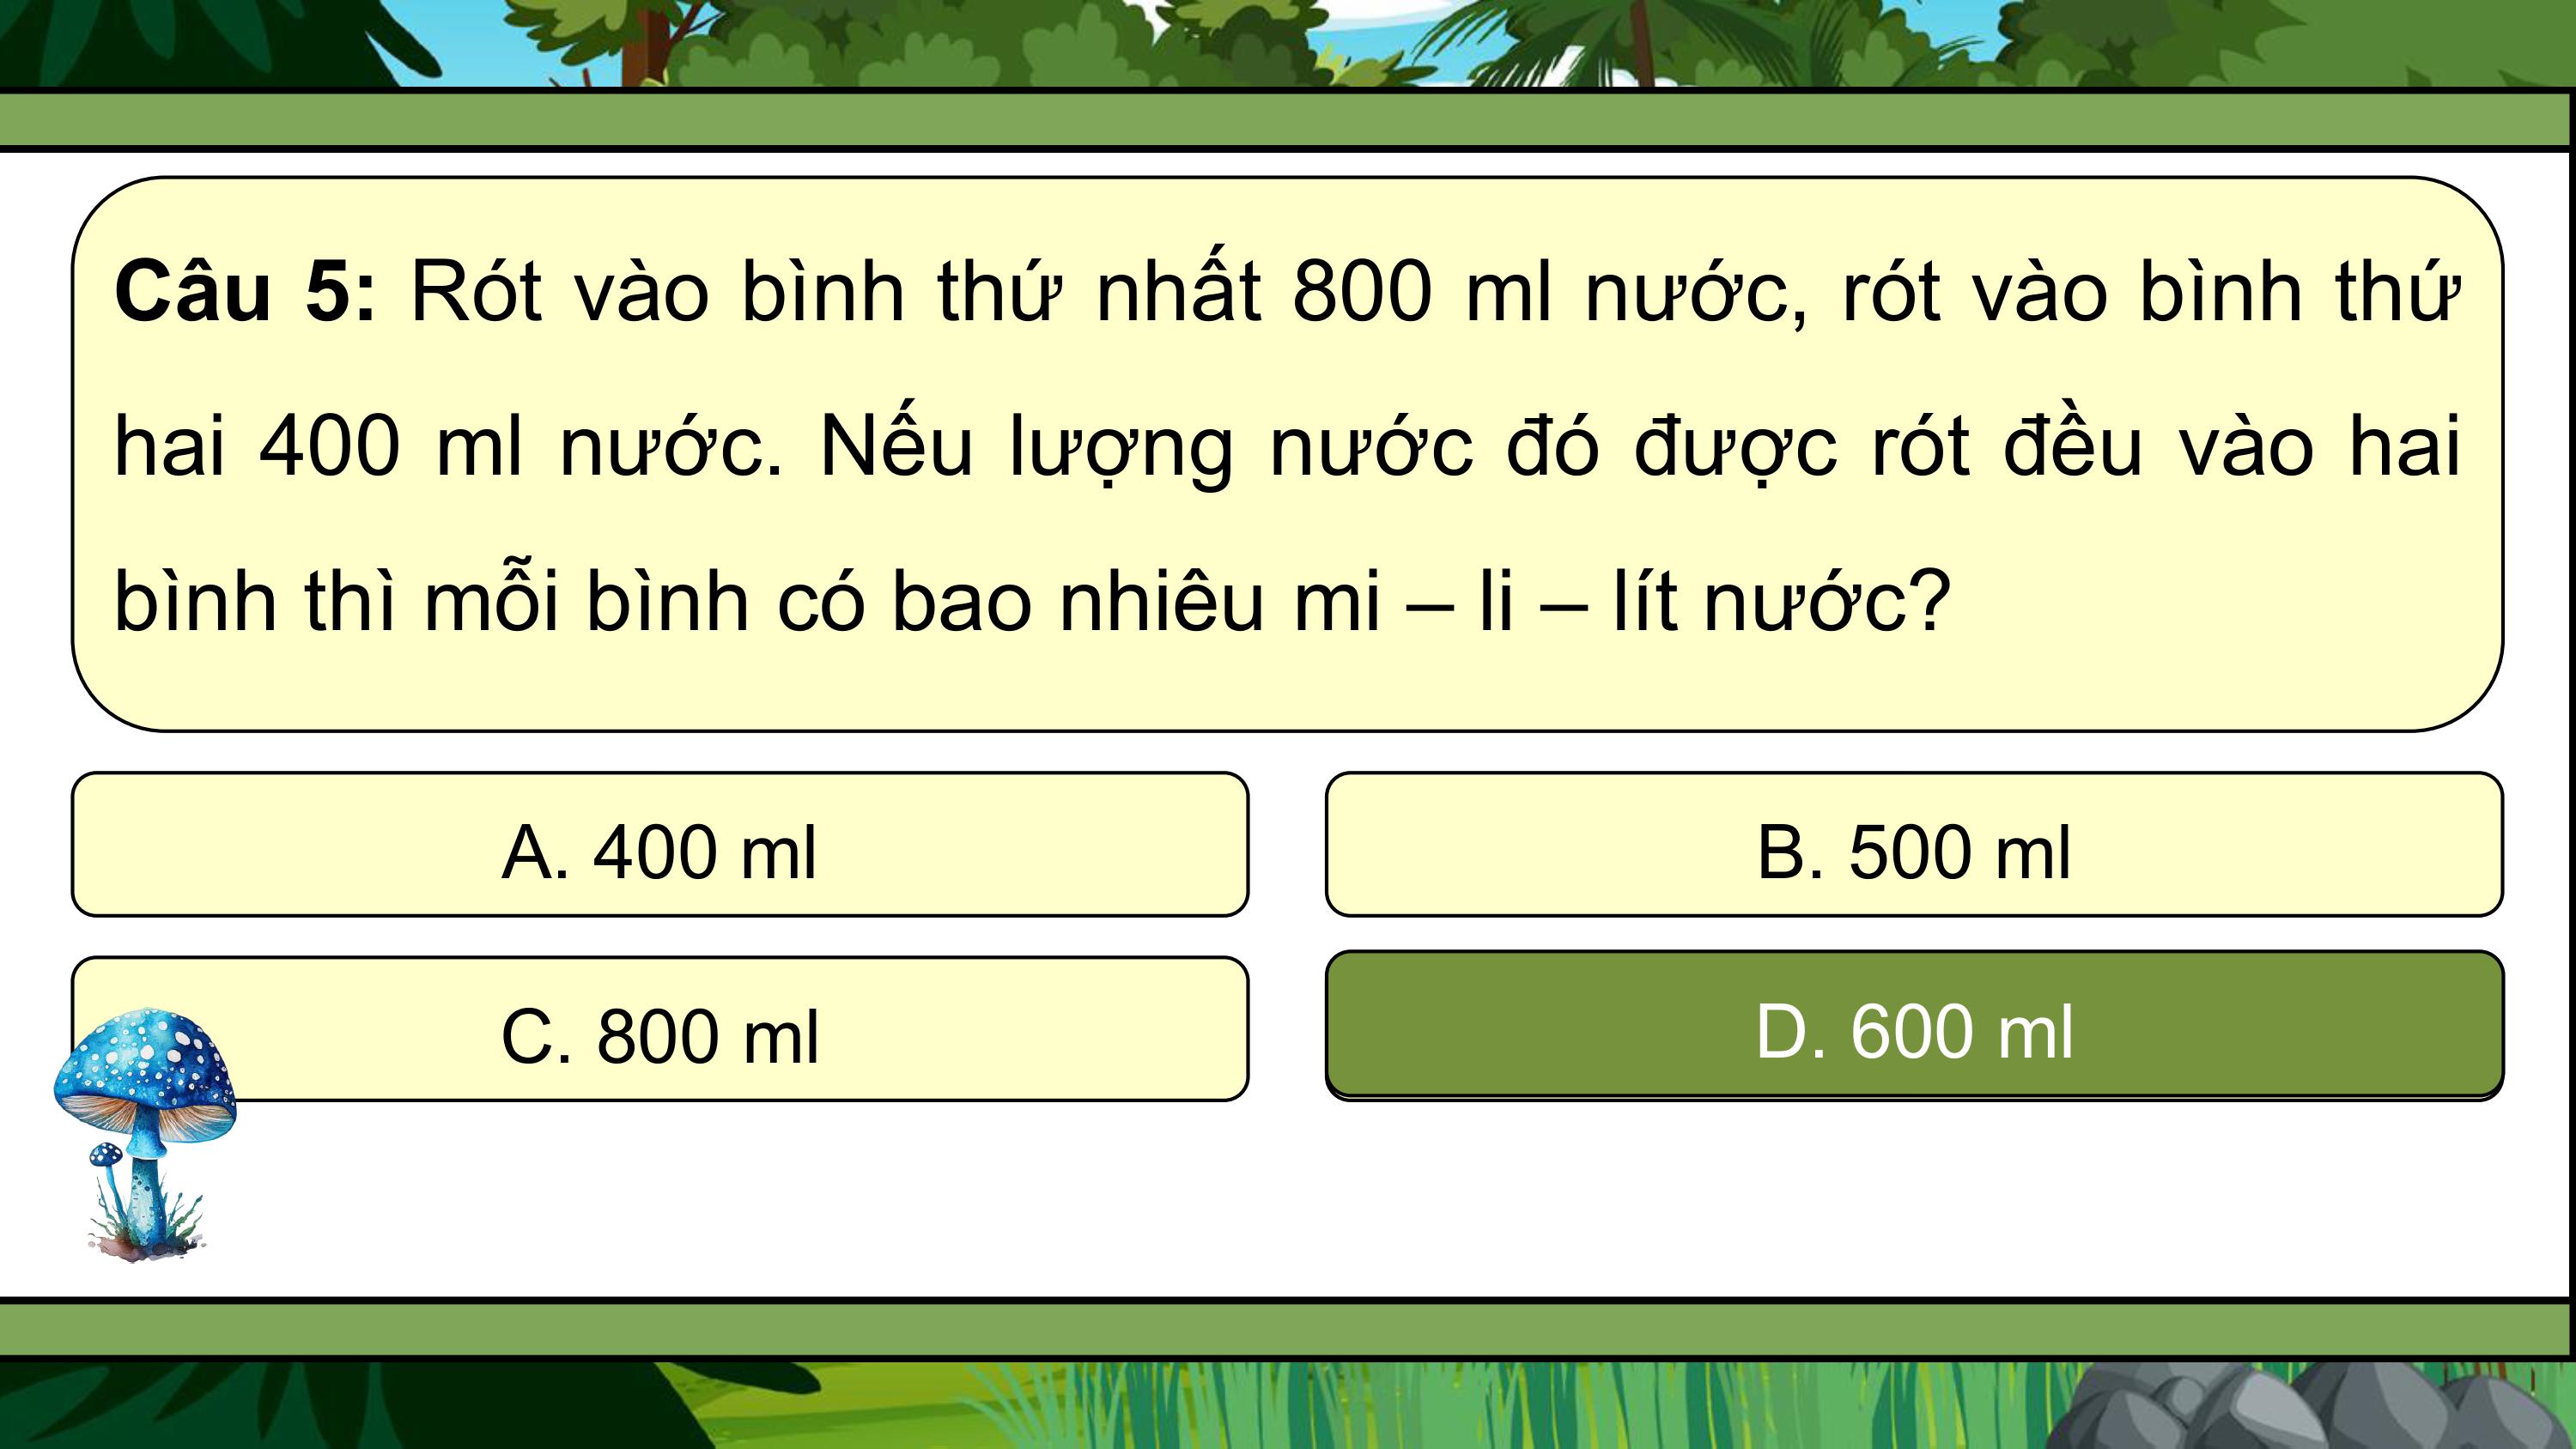 Câu 5: Rót vào bình thứ nhất 800 ml nước, rót vào bình thứ
hai 400 ml nước. Nếu lượng nước đó được rót đều vào hai
bình thì mỗi bình có bao nhiêu mi – li – lít nước?
A. 400 ml
B. 500 ml
C. 800 ml
D. 600 ml